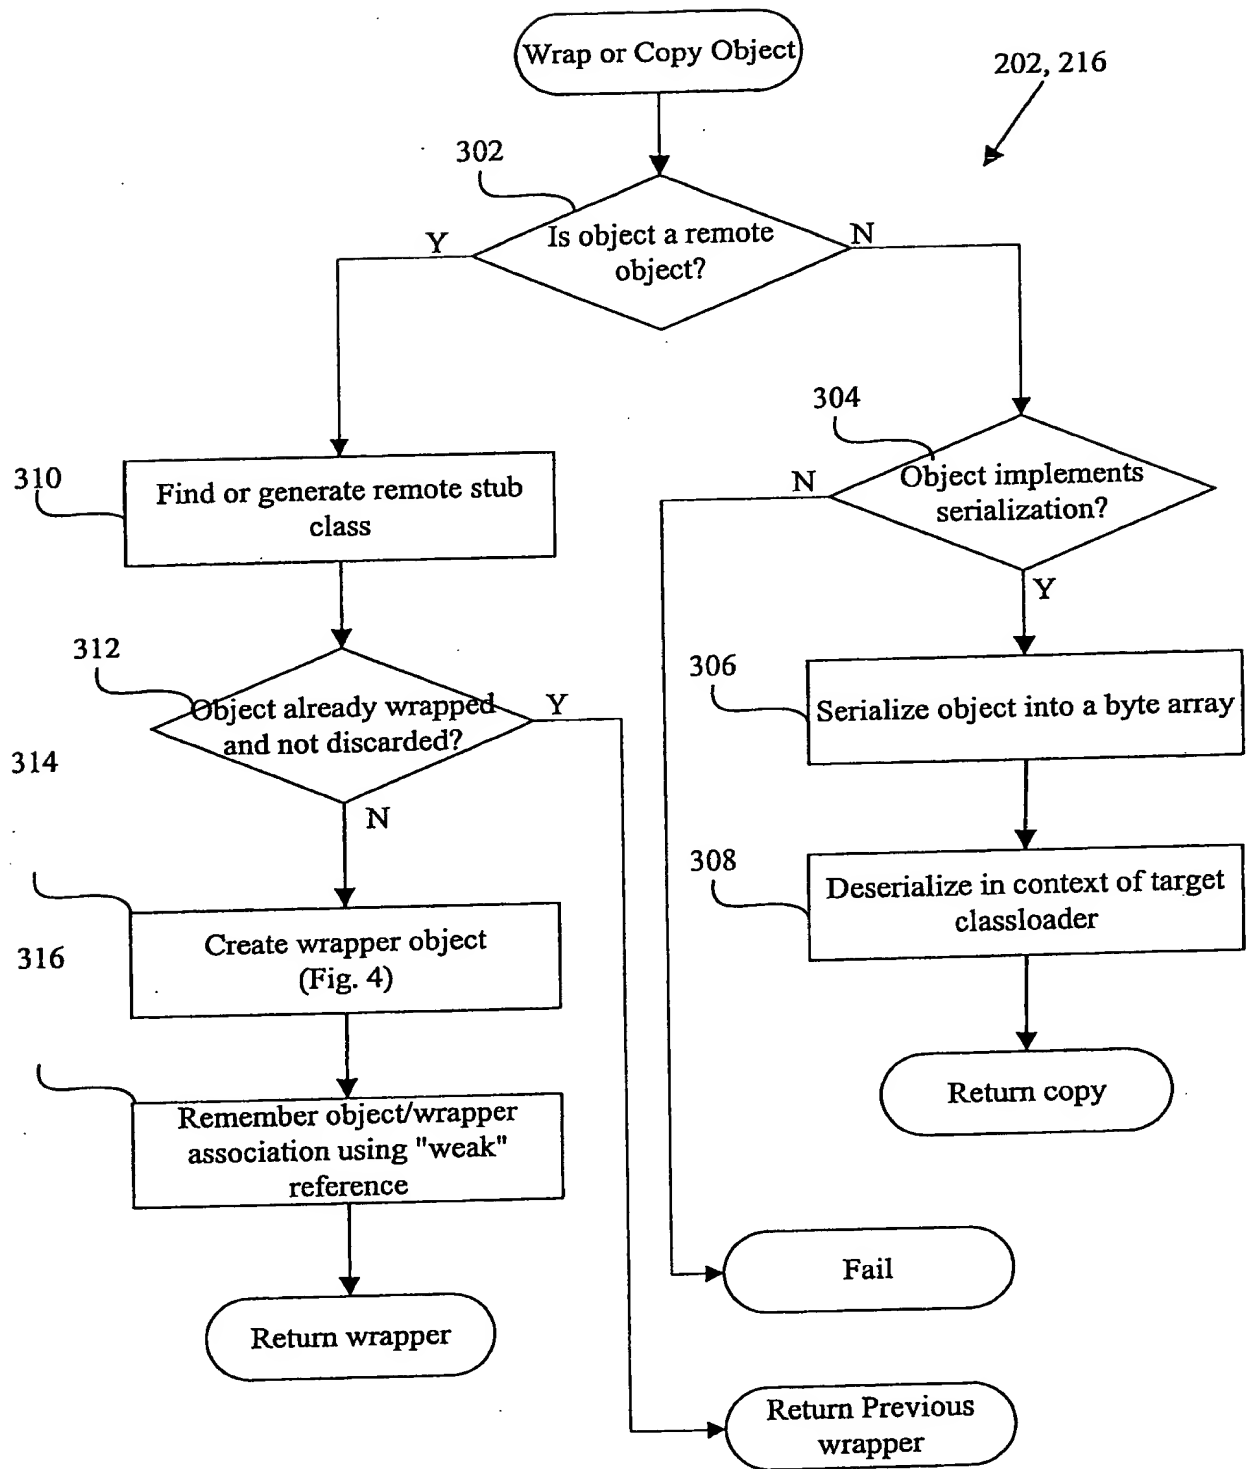 Wrap or Copy Object
202, 216
302
Is object a remote
object?
Y
N
304
Object implements
serialization?
N
Y
310
Find or generate remote stub
class
312
Object already wrapped
and not discarded?
Y
N
306
Serialize object into a byte array
314
308
Deserialize in context of target
classloader
Create wrapper object
(Fig. 4)
316
Return copy
Remember object/wrapper
association using "weak"
reference
Fail
Return wrapper
Return Previous
wrapper